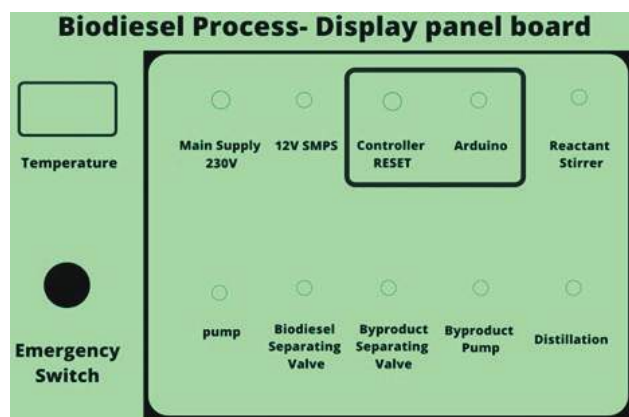 Biodiesel Process- Display panel board
Temperature
Main Supply
230V
12V SMPS
Controller
RESET
Arduino
Reactant
Stirrer
Emergency
Switch
pump
Biodiesel
Separating
Valve
Byproduct
Separating
Valve
Byproduct
Pump
Distillation